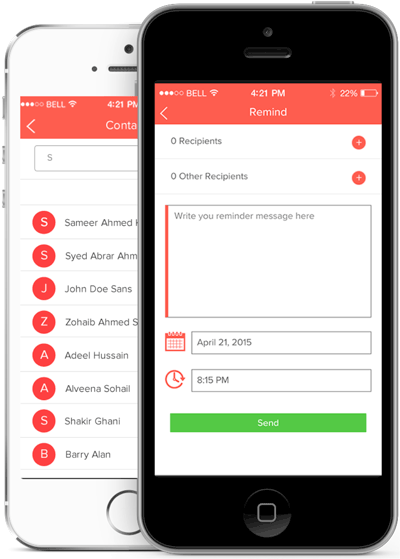 BELL 4:21 PM
Conta
S
S Sameer Ahmed
S Syed Abrar Ahm
J John Doe Sans
Z Zohaib Ahmed S
A Adeel Hussain
A Alveena Sohail
S Shakir Ghani
B Barry Alan
BELL 4:21 PM 22%
Remind
0 Recipients
0 Other Recipients
Write you reminder message here
April 21, 2015
8:15 PM
Send